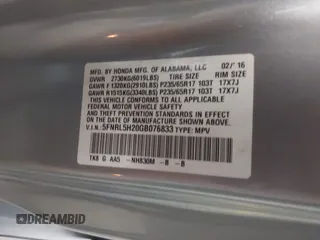 MFD. BY HONDA MFG. OF ALABAMA, LLC 02/'16
GVWR 2730KG(6019LBS) TIRE SIZE RIM SIZE
GAWR F 1320KG(2910LBS) P235/65R17 103T 17X7J
GAWR R1515KG(3340LBS) P235/65R17 103T 17X7J
THIS VEHICLE CONFORMS TO ALL APPLICABLE
FEDERAL MOTOR VEHICLE SAFETY AND THEFT
PREVENTION STANDARDS IN EFFECT ON THE DATE
OF MANUFACTURE SHOWN ABOVE.
V.I.N: 5FNRL5H20GB076833 TYPE: MPV
TK8 G AA5 -NH830M -B -B
DREAMBID